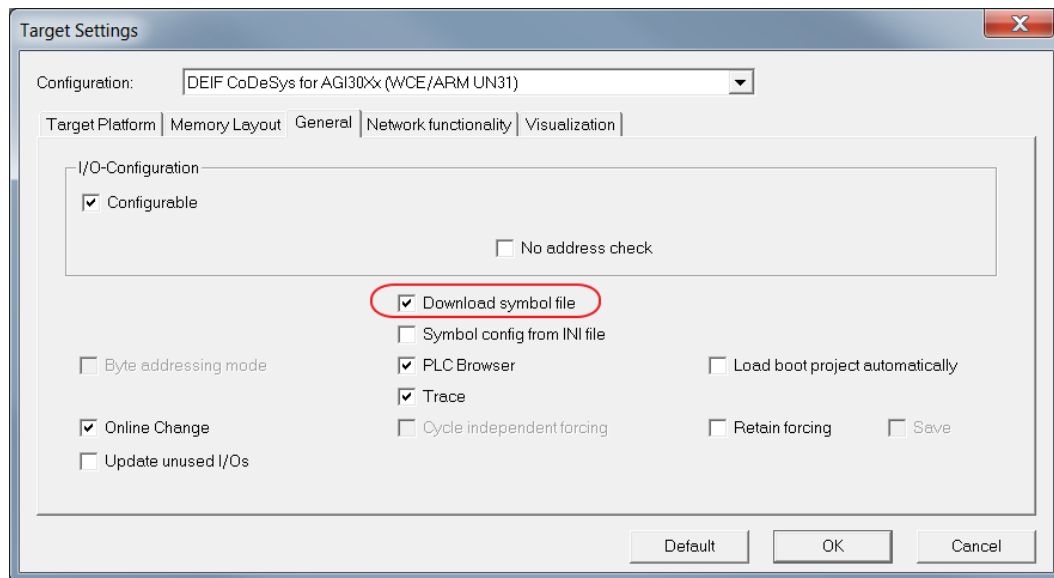 Target Settings
X
Configuration: DEIF CoDeSys for AGI30Xx (WCE/ARM UN31)
Target Platform Memory Layout General Network functionality Visualization
I/O-Configuration
Configurable
No address check
Download symbol file
Symbol config from INI file
Byte addressing mode PLC Browser Load boot project automatically
Trace
Online Change Cycle independent forcing Retain forcing Save
Update unused I/Os
Default OK Cancel